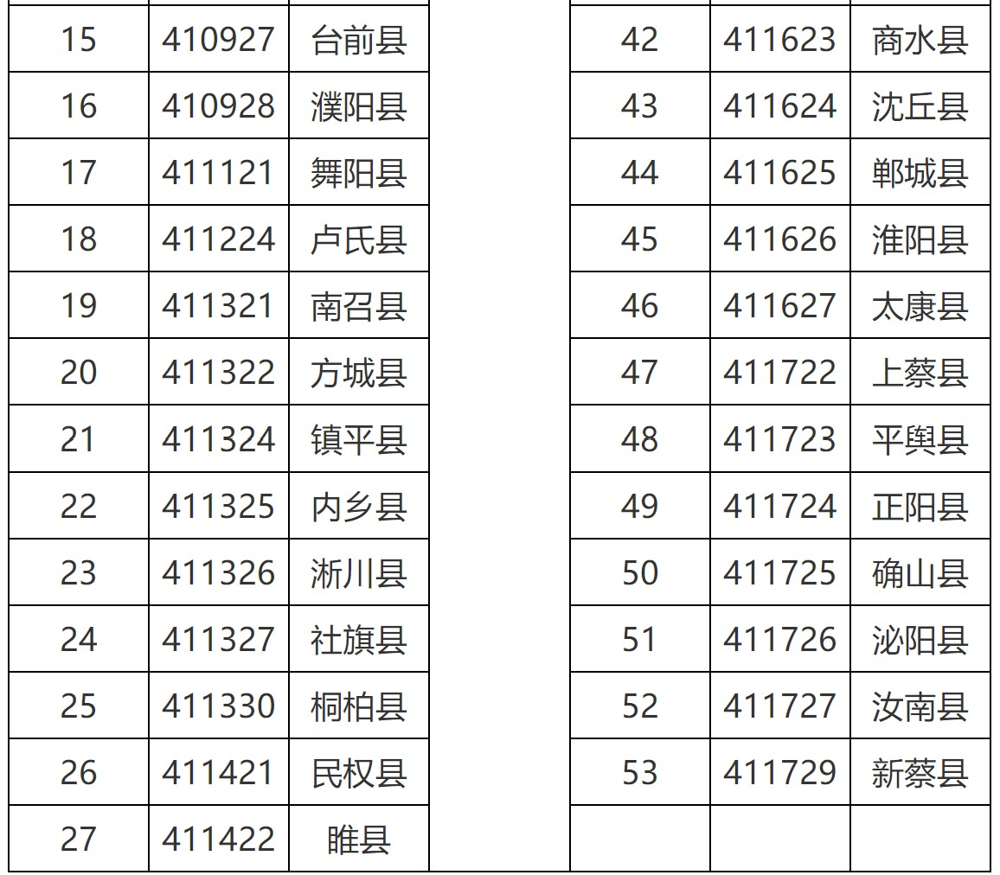 15 410927 台前县 42 411623 商水县
16 410928 濮阳县 43 411624 沈丘县
17 411121 舞阳县 44 411625 郸城县
18 411224 卢氏县 45 411626 淮阳县
19 411321 南召县 46 411627 太康县
20 411322 方城县 47 411722 上蔡县
21 411324 镇平县 48 411723 平舆县
22 411325 内乡县 49 411724 正阳县
23 411326 淅川县 50 411725 确山县
24 411327 社旗县 51 411726 泌阳县
25 411330 桐柏县 52 411727 汝南县
26 411421 民权县 53 411729 新蔡县
27 411422 睢县